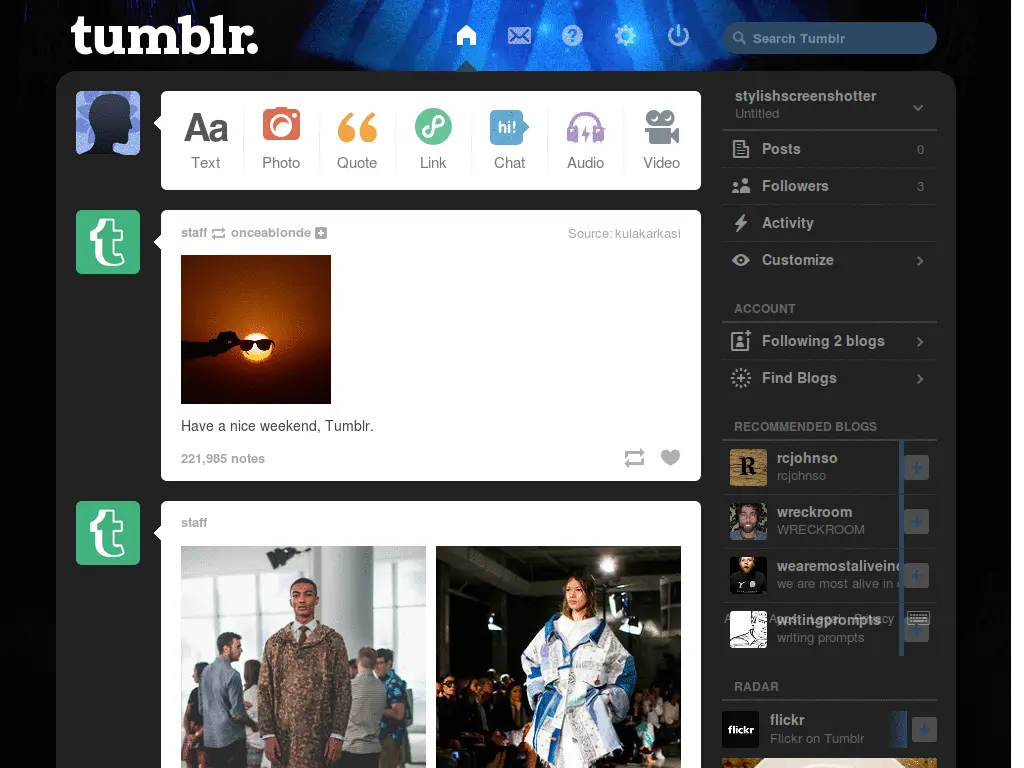 tumblr.
Search Tumblr
Aa
Text
Photo
Quote
Link
hi!
Chat
Audio
Video
stylishscreenshotter
Untitled
Posts 0
Followers 3
Activity
Customize
ACCOUNT
Following 2 blogs
Find Blogs
RECOMMENDED BLOGS
R
rcjohnso
rcjohnso
wreckroom
WRECKROOM
wearemostaliveinc
we are most alive in
writingprompts
writing prompts
Legal Privacy
RADAR
flickr
flickr
Flickr on Tumblr
t
staff onceablonde
Source: kulakarkasi
Have a nice weekend, Tumblr.
221,985 notes
t
staff